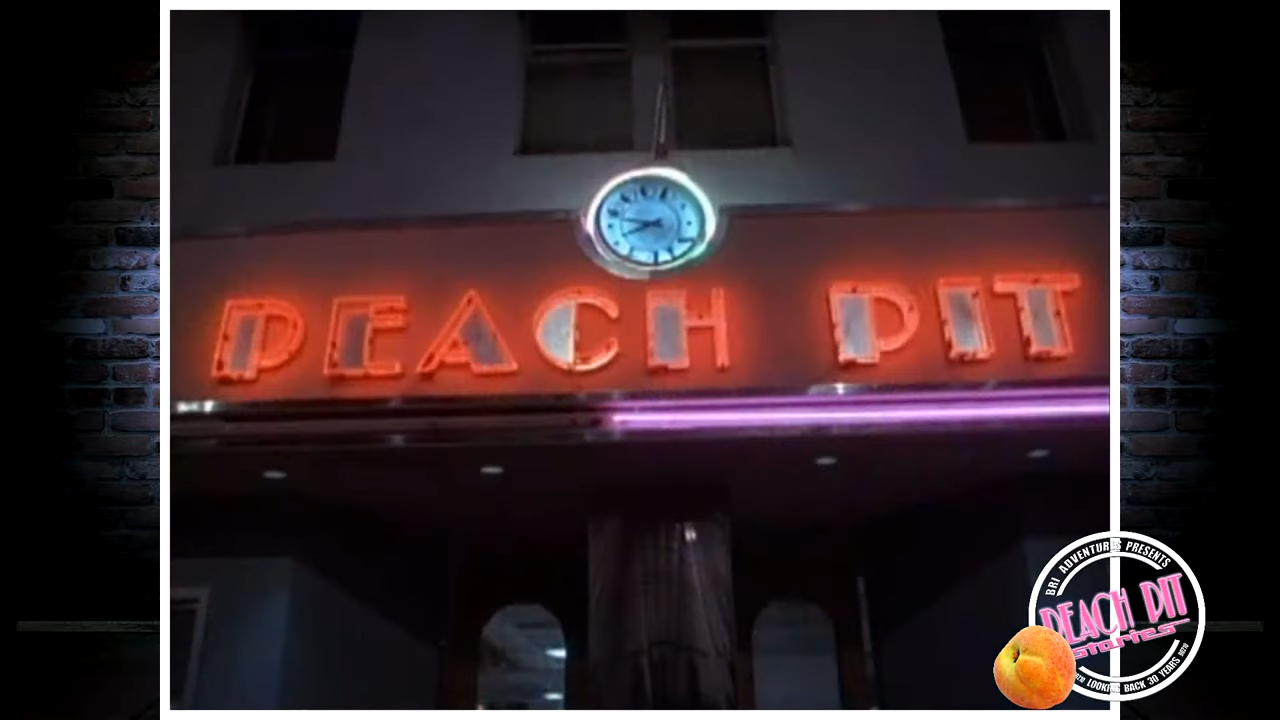 PEACH PIT
BRI ADVENTURES PRESENTS
PEACH PIT
stories
LOOKING BACK 30 YEARS